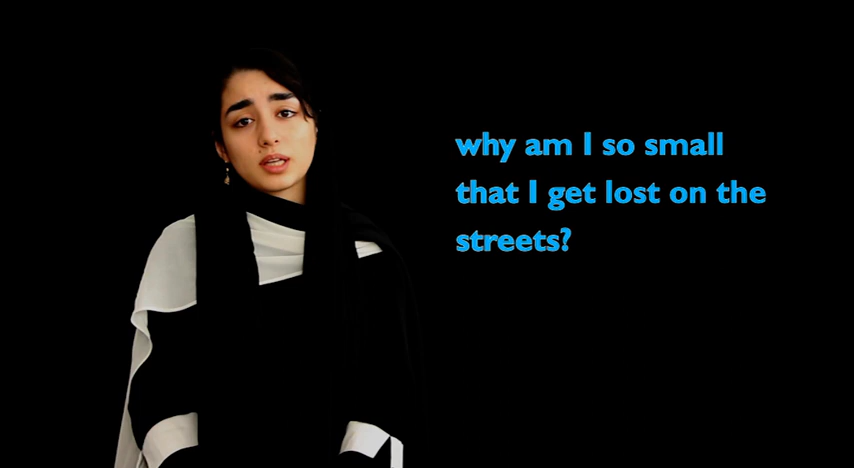 why am I so small
that I get lost on the
streets?